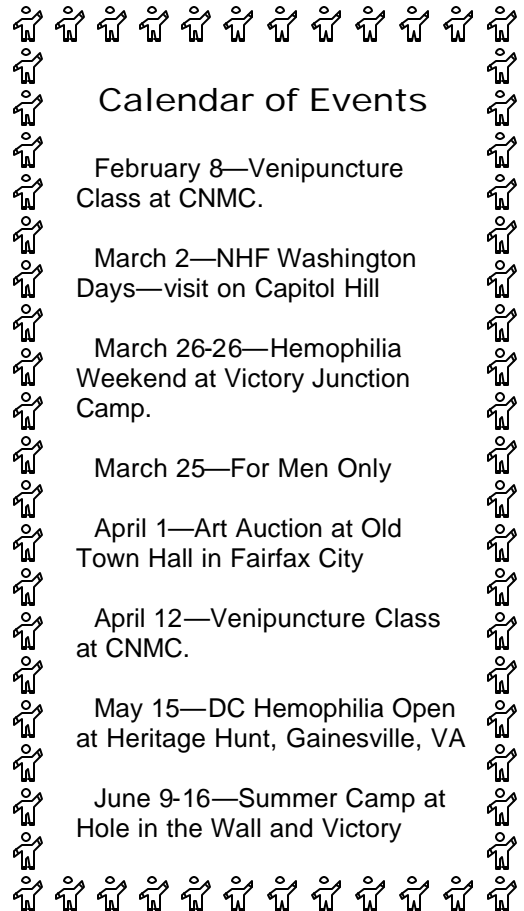 Calendar of Events
February 8—Venipuncture
Class at CNMC.
March 2—NHF Washington
Days—visit on Capitol Hill
March 26-26—Hemophilia
Weekend at Victory Junction
Camp.
March 25—For Men Only
April 1—Art Auction at Old
Town Hall in Fairfax City
April 12—Venipuncture Class
at CNMC.
May 15—DC Hemophilia Open
at Heritage Hunt, Gainesville, VA
June 9-16—Summer Camp at
Hole in the Wall and Victory